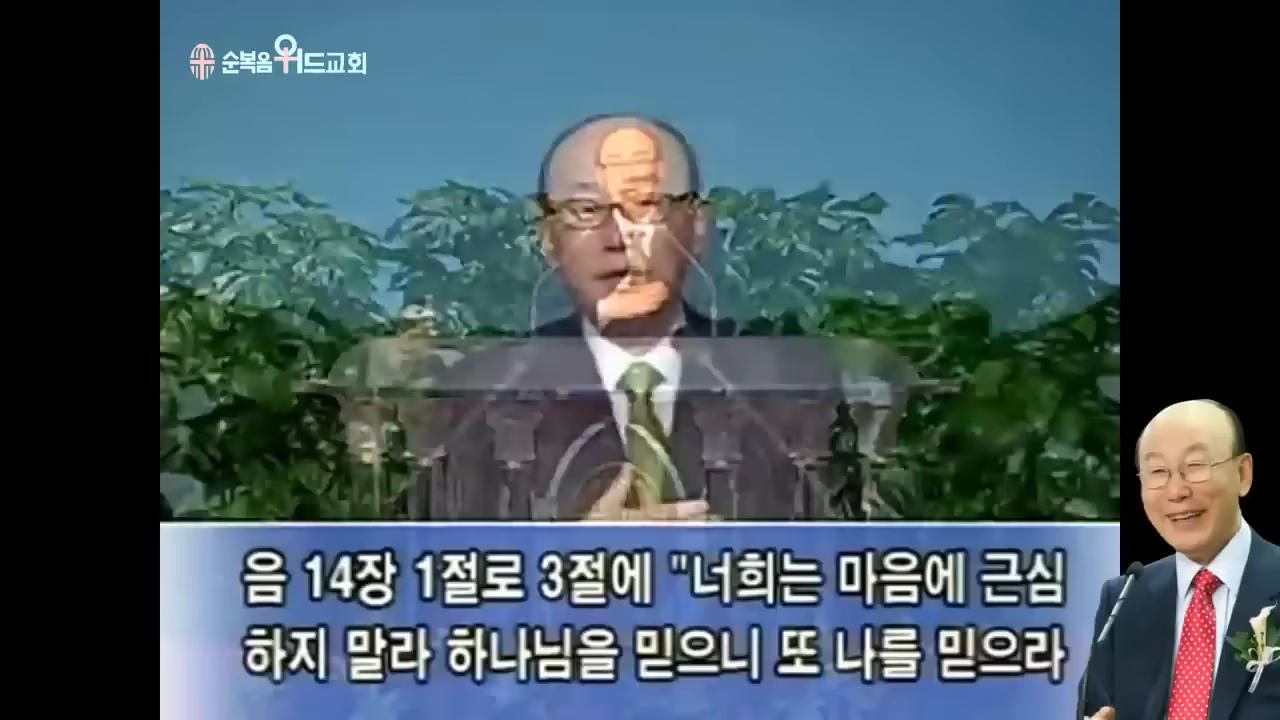 순복음위드교회
음 14장 1절로 3절에 "너희는 마음에 근심
하지 말라 하나님을 믿으니 또 나를 믿으라